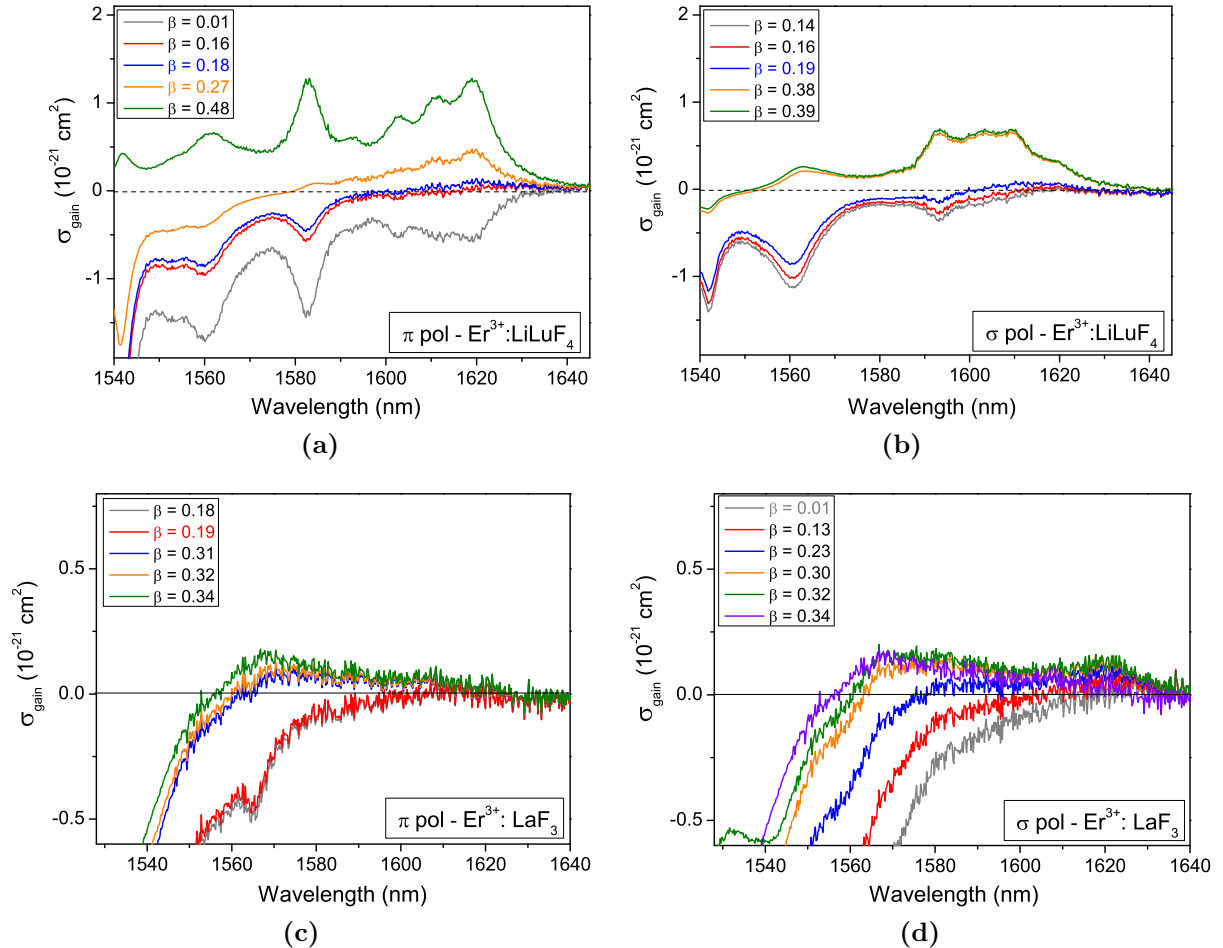 β = 0.01
β = 0.16
β = 0.18
β = 0.27
β = 0.48
2
1
0
-1
σgain (10⁻²¹ cm²)
π pol - Er³⁺:LiLuF₄
1540 1560 1580 1600 1620 1640
Wavelength (nm)
(a)
β = 0.14
β = 0.16
β = 0.19
β = 0.38
β = 0.39
2
1
0
-1
σgain (10⁻²¹ cm²)
σ pol - Er³⁺:LiLuF₄
1540 1560 1580 1600 1620 1640
Wavelength (nm)
(b)
β = 0.18
β = 0.19
β = 0.31
β = 0.32
β = 0.34
0.5
0.0
-0.5
σgain (10⁻²¹ cm²)
π pol - Er³⁺: LaF₃
1540 1560 1580 1600 1620 1640
Wavelength (nm)
(c)
β = 0.01
β = 0.13
β = 0.23
β = 0.30
β = 0.32
β = 0.34
0.5
0.0
-0.5
σgain (10⁻²¹ cm²)
σ pol - Er³⁺: LaF₃
1540 1560 1580 1600 1620 1640
Wavelength (nm)
(d)